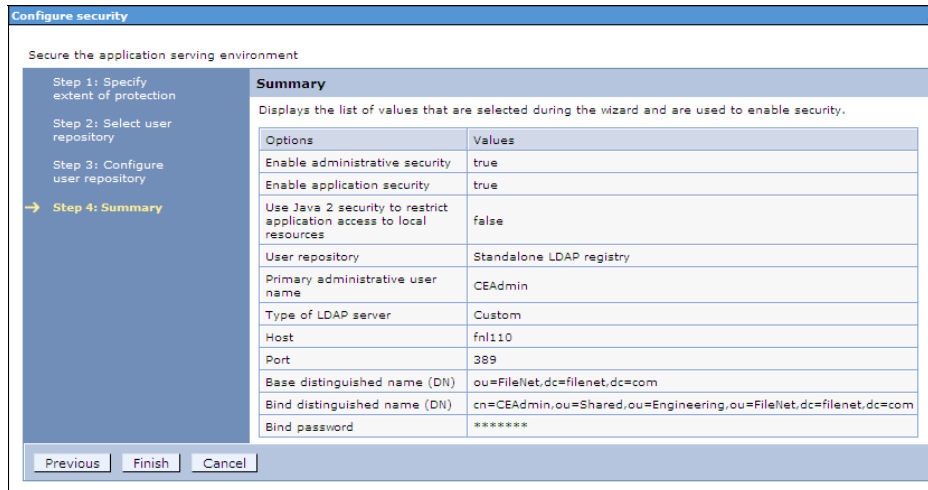 Configure security
Secure the application serving environment
Step 1: Specify
extent of protection
Step 2: Select user
repository
Step 3: Configure
user repository
Step 4: Summary
Summary
Displays the list of values that are selected during the wizard and are used to enable security.
Options Values
Enable administrative security true
Enable application security true
Use Java 2 security to restrict
application access to local
resources
false
User repository Standalone LDAP registry
Primary administrative user
name
CEAdmin
Type of LDAP server Custom
Host fnl110
Port 389
Base distinguished name (DN) ou=FileNet,dc=filenet,dc=com
Bind distinguished name (DN) cn=CEAdmin,ou=Shared,ou=Engineering,ou=FileNet,dc=filenet,dc=com
Bind password *******
Previous Finish Cancel